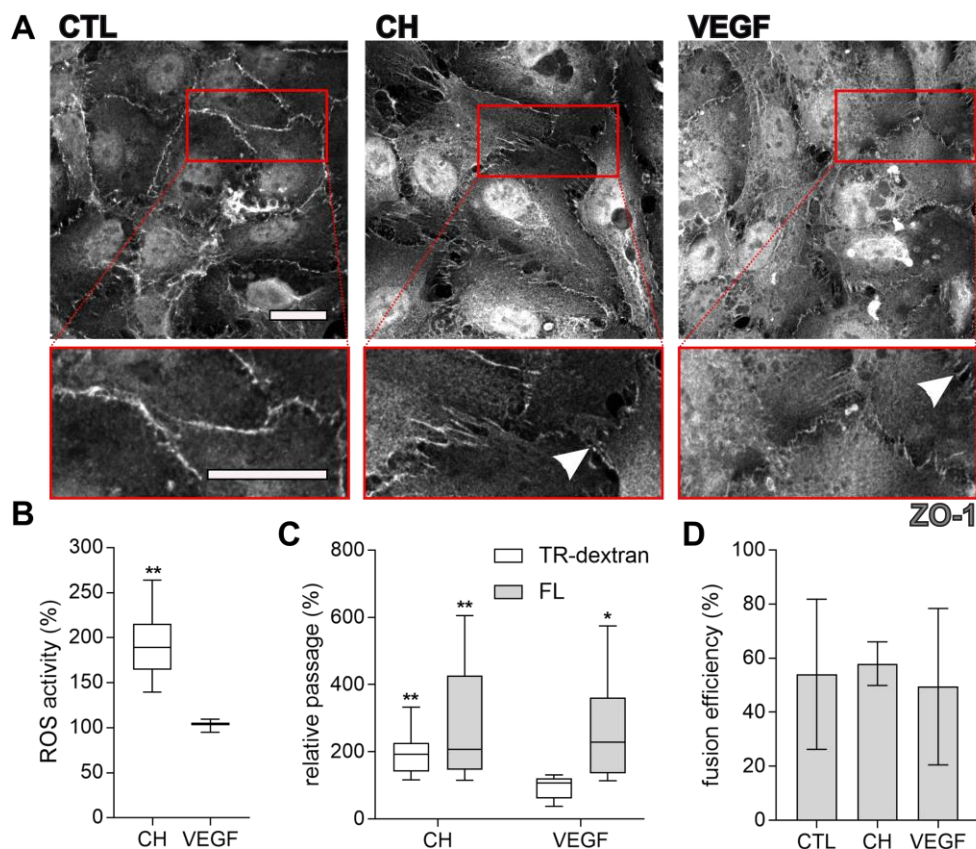 A CTL CH VEGF
ZO-1
B
ROS activity (%)
300
250
200
150
100
50
0
**
CH VEGF
C
relative passage (%)
800
600
400
200
0
TR-dextran
FL
** ** *
CH VEGF
D
fusion efficiency (%)
100
80
60
40
20
0
CTL CH VEGF